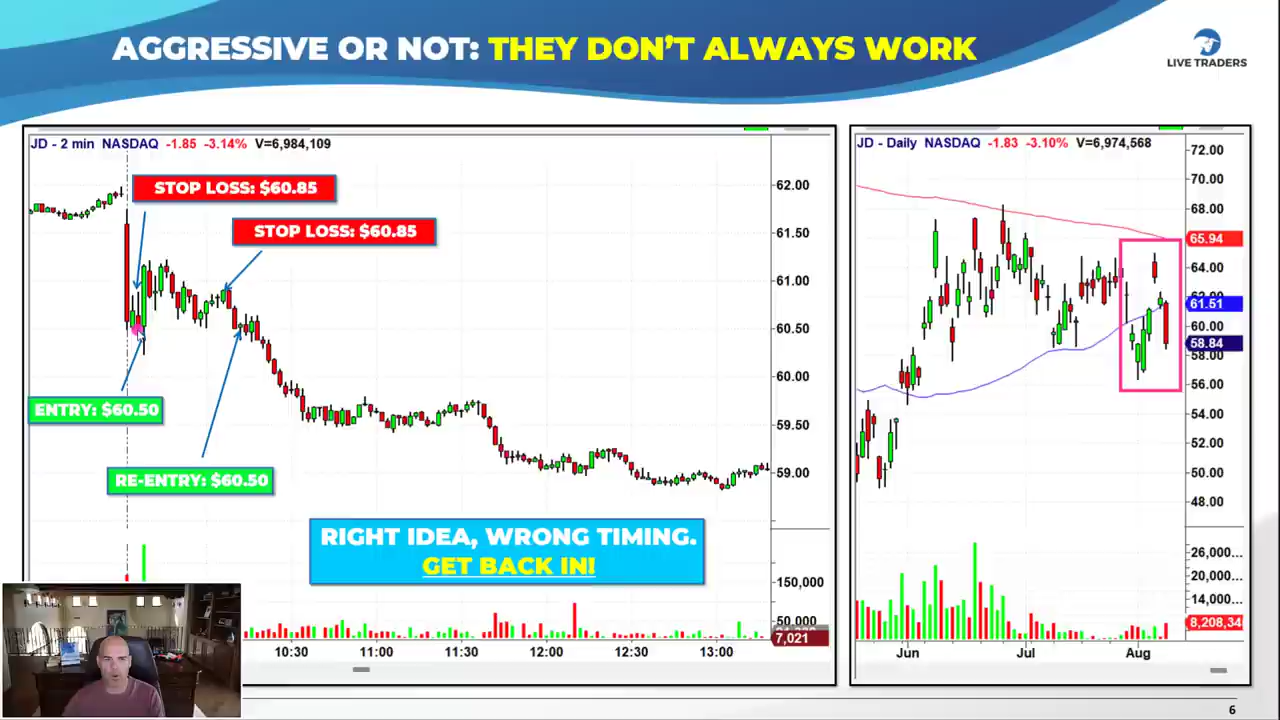 AGGRESSIVE OR NOT: THEY DON'T ALWAYS WORK
LIVE TRADERS
JD - 2 min NASDAQ -1.85 -3.14% V=6,984,109
STOP LOSS: $60.85
STOP LOSS: $60.85
ENTRY: $60.50
RE-ENTRY: $60.50
RIGHT IDEA, WRONG TIMING.
GET BACK IN!
62.00
61.50
61.00
60.50
60.00
59.50
59.00
150,000
50,000
7,021
10:30 11:00 11:30 12:00 12:30 13:00
JD - Daily NASDAQ -1.83 -3.10% V=6,974,568
72.00
70.00
68.00
65.94
64.00
61.51
60.00
58.84
58.00
56.00
54.00
52.00
50.00
48.00
26,000...
20,000...
14,000...
8,208,34
Jun Jul Aug
6